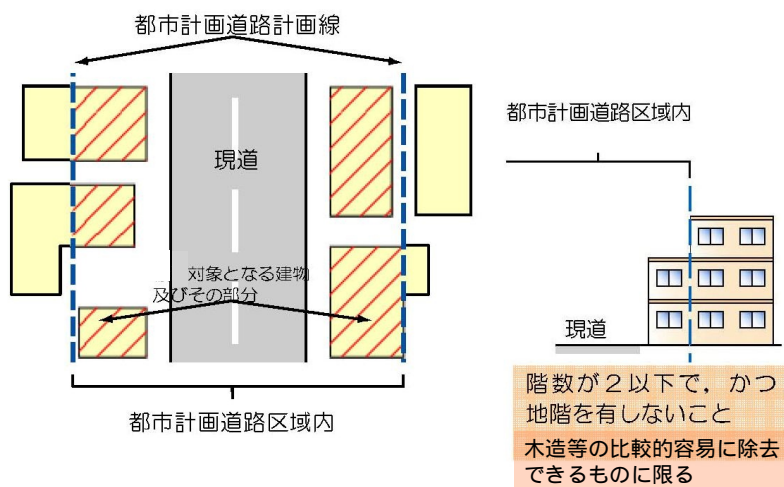 都市計画道路計画線
現道
対象となる建物
及びその部分
都市計画道路区域内
都市計画道路区域内
現道
階数が２以下で，かつ
地階を有しないこと
木造等の比較的容易に除去
できるものに限る